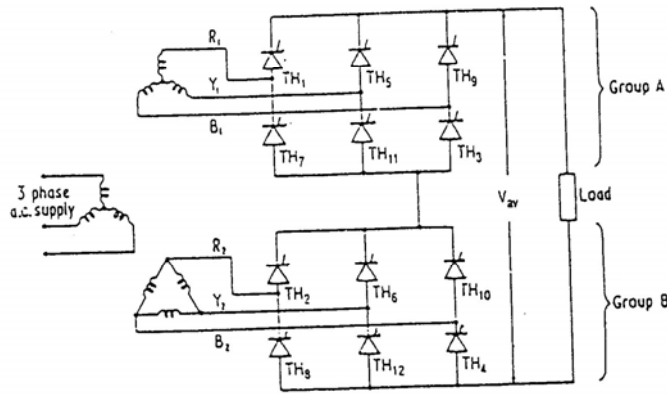 R₁
TH₁
TH₅
TH₉
Y₁
B₁
TH₇
TH₁₁
TH₃
Group A
3 phase
a.c. supply
Vav
Load
R₂
TH₂
TH₆
TH₁₀
Y₂
B₂
TH₈
TH₁₂
TH₄
Group B